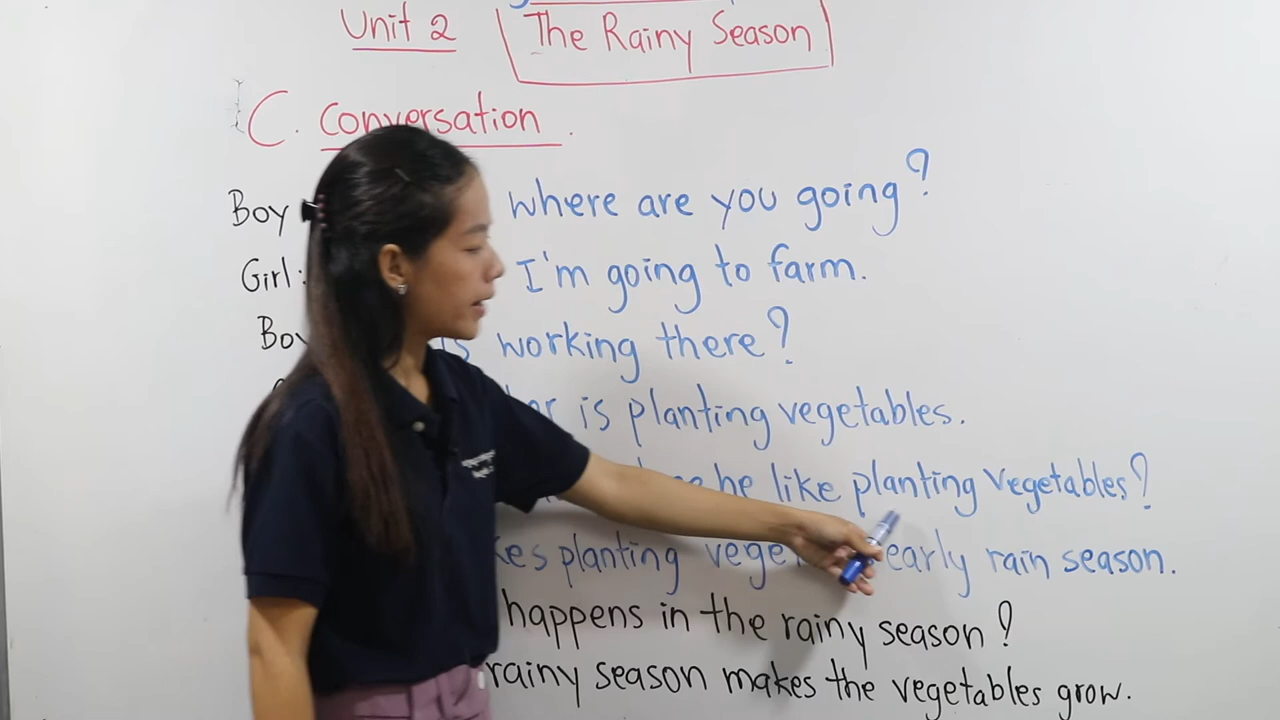 Unit 2 The Rainy Season
C. Conversation.
Boy where are you going?
Girl: I'm going to farm.
Boy is working there?
is planting vegetables.
he like planting vegetables?
planting early rain season.
happens in the rainy season?
rainy season makes the vegetables grow.